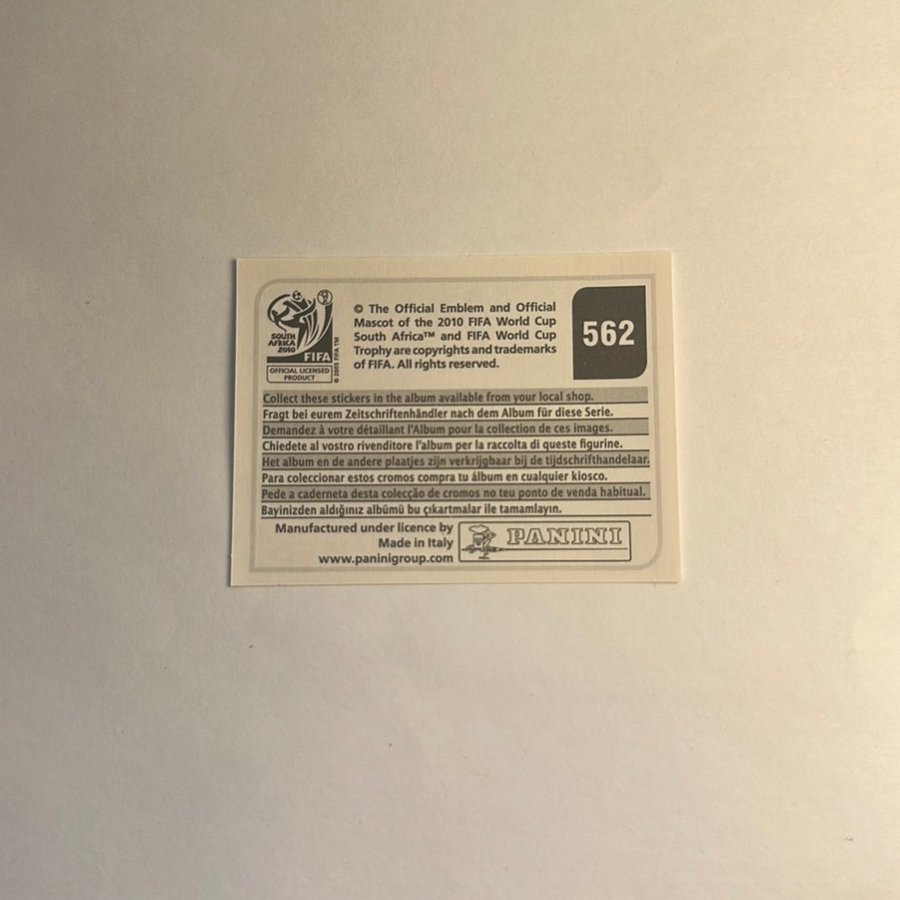 © The Official Emblem and Official
Mascot of the 2010 FIFA World Cup
South Africa™ and FIFA World Cup
Trophy are copyrights and trademarks
of FIFA. All rights reserved.
562
SOUTH
AFRICA
2010
FIFA
OFFICIAL LICENSED
PRODUCT
© 2005 FIFA TM
Collect these stickers in the album available from your local shop.
Fragt bei eurem Zeitschriftenhändler nach dem Album für diese Serie.
Demandez à votre détaillant l'Album pour la collection de ces images.
Chiedete al vostro rivenditore l'album per la raccolta di queste figurine.
Het album en de andere plaatjes zijn verkrijgbaar bij de tijdschrifthandelaar.
Para coleccionar estos cromos compra tu álbum en cualquier kiosco.
Pede a caderneta desta colecção de cromos no teu ponto de venda habitual.
Bayinizden aldığınız albümü bu çıkartmalar ile tamamlayın.
Manufactured under licence by
Made in Italy
www.paninigroup.com
PANINI